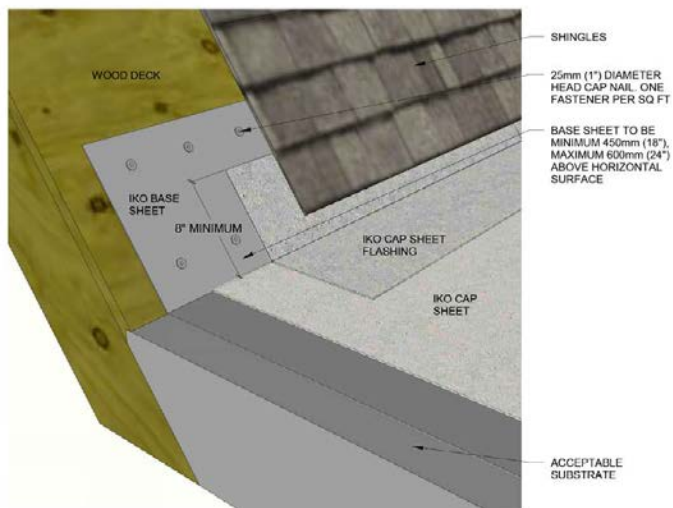 WOOD DECK
IKO BASE
SHEET
8" MINIMUM
IKO CAP SHEET
FLASHING
IKO CAP
SHEET
SHINGLES
25mm (1") DIAMETER
HEAD CAP NAIL. ONE
FASTENER PER SQ FT
BASE SHEET TO BE
MINIMUM 450mm (18"),
MAXIMUM 600mm (24")
ABOVE HORIZONTAL
SURFACE
ACCEPTABLE
SUBSTRATE